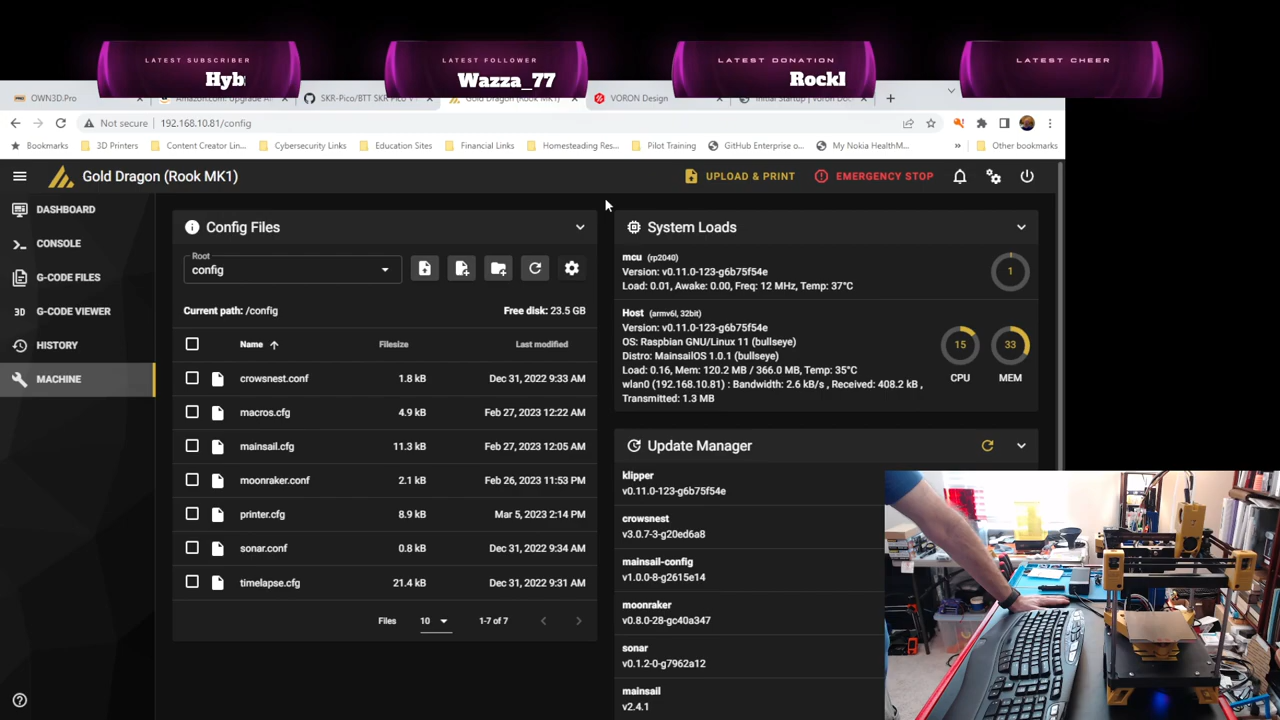 LATEST SUBSCRIBER
LATEST FOLLOWER
LATEST DONATION
LATEST CHEER
Hyb
Wazza_77
Rockl
OWN3D.Pro
Amazon.com: Upgrade
SKR-Pico/BTT SKR Pico V
Gold Dragon (Rook MK1)
VORON Design
Initial Startup | Voron Doc
Not secure
192.168.10.81/config
Bookmarks
3D Printers
Content Creator Lin...
Cybersecurity Links
Education Sites
Financial Links
Homesteading Res...
Pilot Training
GitHub Enterprise o...
My Nokia HealthM...
»
Other bookmarks
Gold Dragon (Rook MK1)
UPLOAD & PRINT
EMERGENCY STOP
DASHBOARD
CONSOLE
G-CODE FILES
3D
G-CODE VIEWER
HISTORY
MACHINE
Config Files
Root
config
Current path: /config
Free disk: 23.5 GB
Name
Filesize
Last modified
crowsnest.conf
1.8 kB
Dec 31, 2022 9:33 AM
macros.cfg
4.9 kB
Feb 27, 2023 12:22 AM
mainsail.cfg
11.3 kB
Feb 27, 2023 12:05 AM
moonraker.conf
2.1 kB
Feb 26, 2023 11:53 PM
printer.cfg
8.9 kB
Mar 5, 2023 2:14 PM
sonar.conf
0.8 kB
Dec 31, 2022 9:34 AM
timelapse.cfg
21.4 kB
Dec 31, 2022 9:31 AM
Files
10
1-7 of 7
System Loads
mcu (rp2040)
Version: v0.11.0-123-g6b75f54e
Load: 0.01, Awake: 0.00, Freq: 12 MHz, Temp: 37°C
1
Host (armv6l, 32bit)
Version: v0.11.0-123-g6b75f54e
OS: Raspbian GNU/Linux 11 (bullseye)
Distro: MainsailOS 1.0.1 (bullseye)
Load: 0.16, Mem: 120.2 MB / 366.0 MB, Temp: 35°C
wlan0 (192.168.10.81) : Bandwidth: 2.6 kB/s , Received: 408.2 kB ,
Transmitted: 1.3 MB
15
CPU
33
MEM
Update Manager
klipper
v0.11.0-123-g6b75f54e
crowsnest
v3.0.7-3-g20ed6a8
mainsail-config
v1.0.0-8-g2615e14
moonraker
v0.8.0-28-gc40a347
sonar
v0.1.2-0-g7962a12
mainsail
v2.4.1